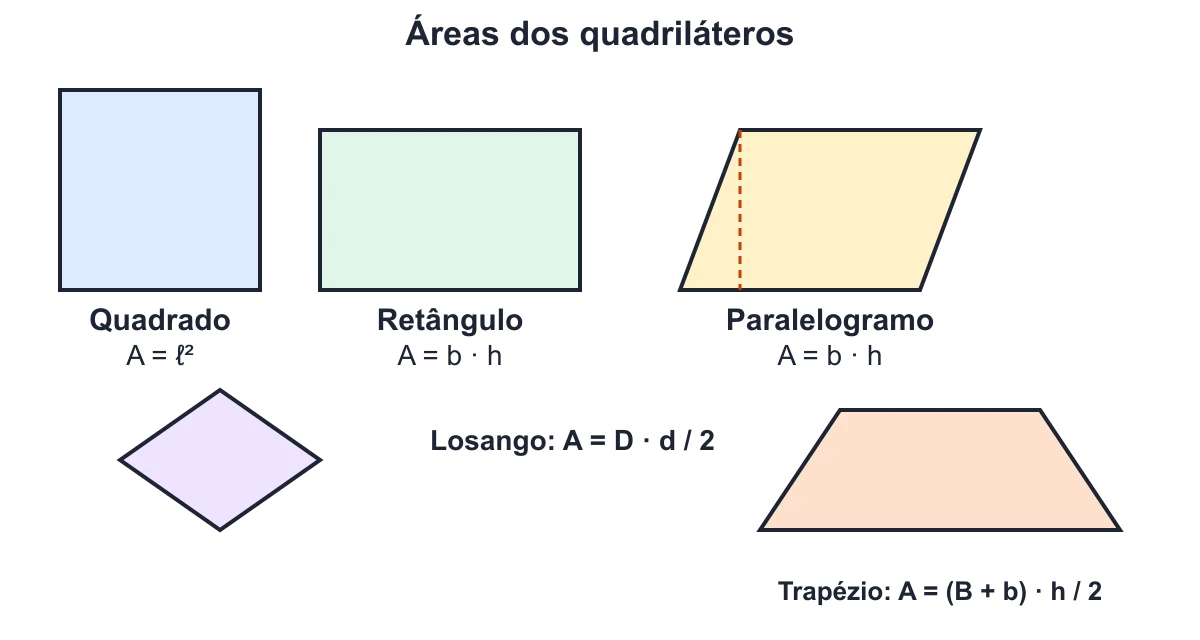 Áreas dos quadriláteros
Quadrado
A = ℓ²
Retângulo
A = b · h
Paralelogramo
A = b · h
Losango: A = D · d / 2
Trapézio: A = (B + b) · h / 2